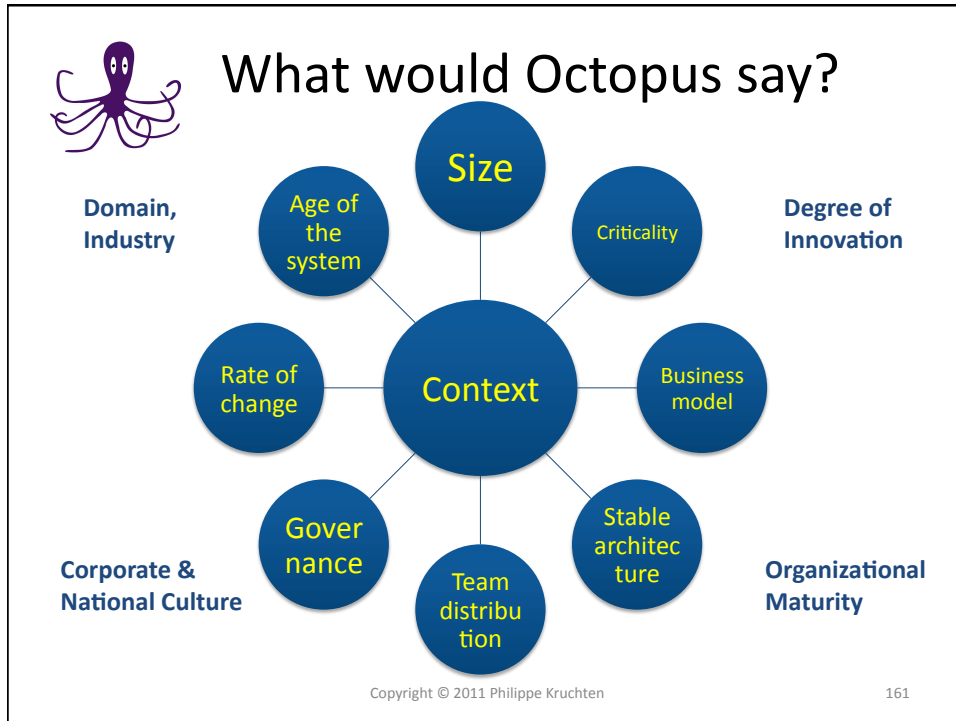 What would Octopus say?
Size
Age of
the
system
Criticality
Domain,
Industry
Degree of
Innovation
Rate of
change
Context
Business
model
Gover
nance
Stable
architec
ture
Team
distribu
tion
Corporate &
National Culture
Organizational
Maturity
Copyright © 2011 Philippe Kruchten
161